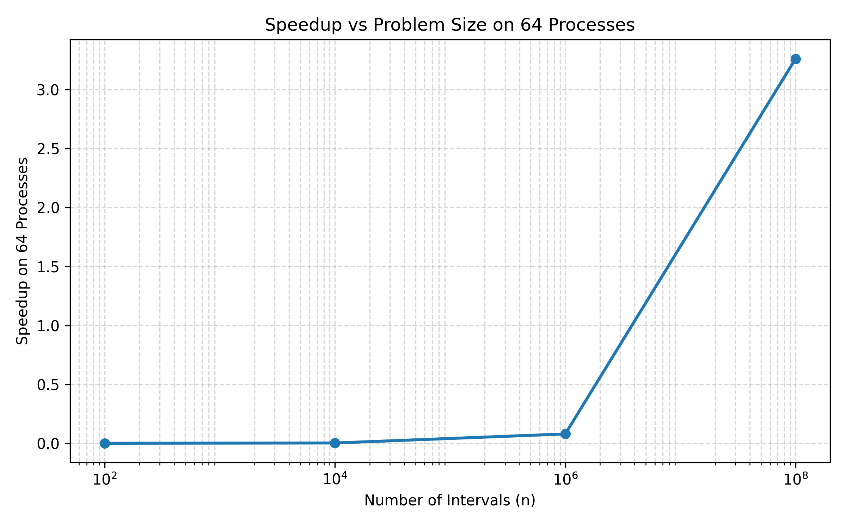 Speedup vs Problem Size on 64 Processes
Speedup on 64 Processes
3.0
2.5
2.0
1.5
1.0
0.5
0.0
10² 10⁴ 10⁶ 10⁸
Number of Intervals (n)